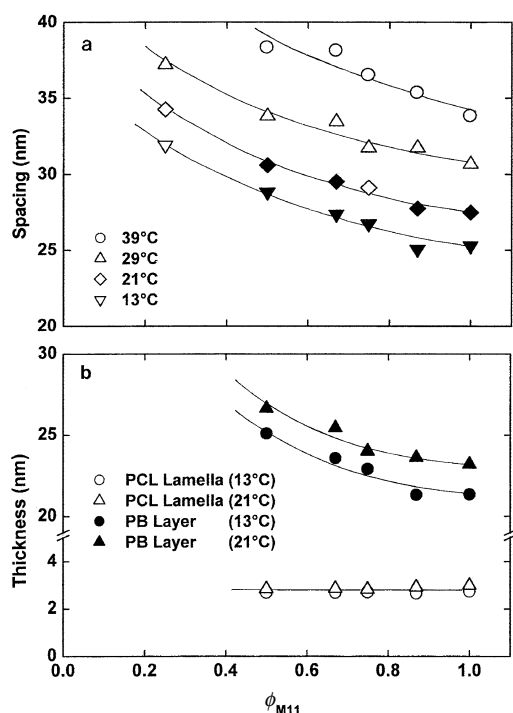 40
a
35
30
25
20
Spacing (nm)
39°C
29°C
21°C
13°C
30
b
25
20
4
2
0
Thickness (nm)
PCL Lamella (13°C)
PCL Lamella (21°C)
PB Layer (13°C)
PB Layer (21°C)
0.0 0.2 0.4 0.6 0.8 1.0
ϕM11